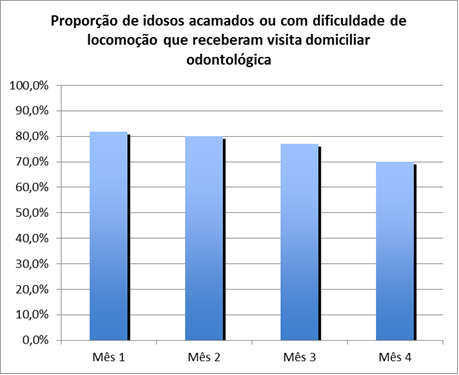 Proporção de idosos acamados ou com dificuldade de
locomoção que receberam visita domiciliar
odontológica
100,0%
90,0%
80,0%
70,0%
60,0%
50,0%
40,0%
30,0%
20,0%
10,0%
0,0%
Mês 1 Mês 2 Mês 3 Mês 4